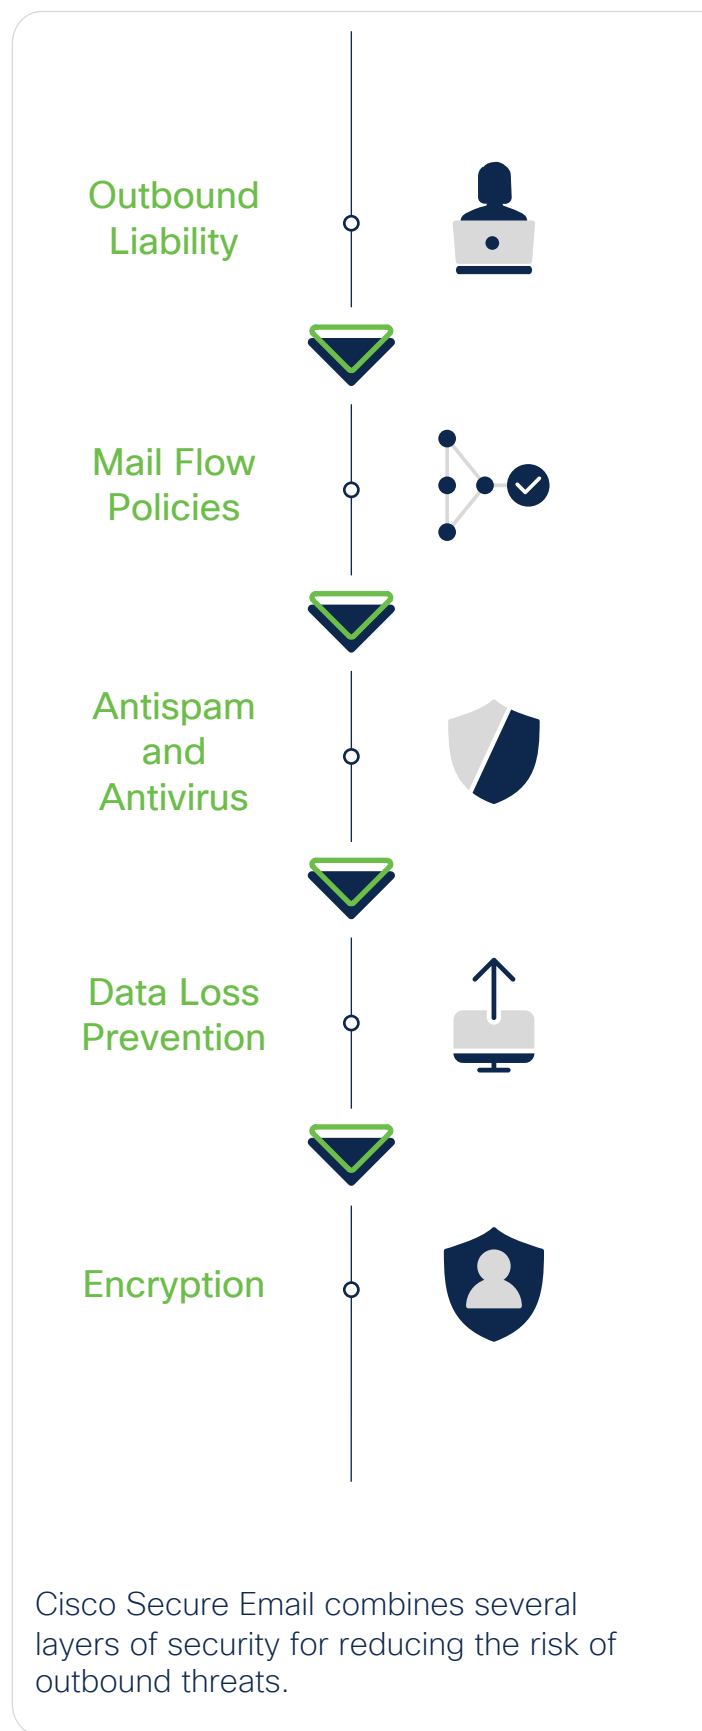 Outbound
Liability
Mail Flow
Policies
Antispam
and
Antivirus
Data Loss
Prevention
Encryption
Cisco Secure Email combines several
layers of security for reducing the risk of
outbound threats.